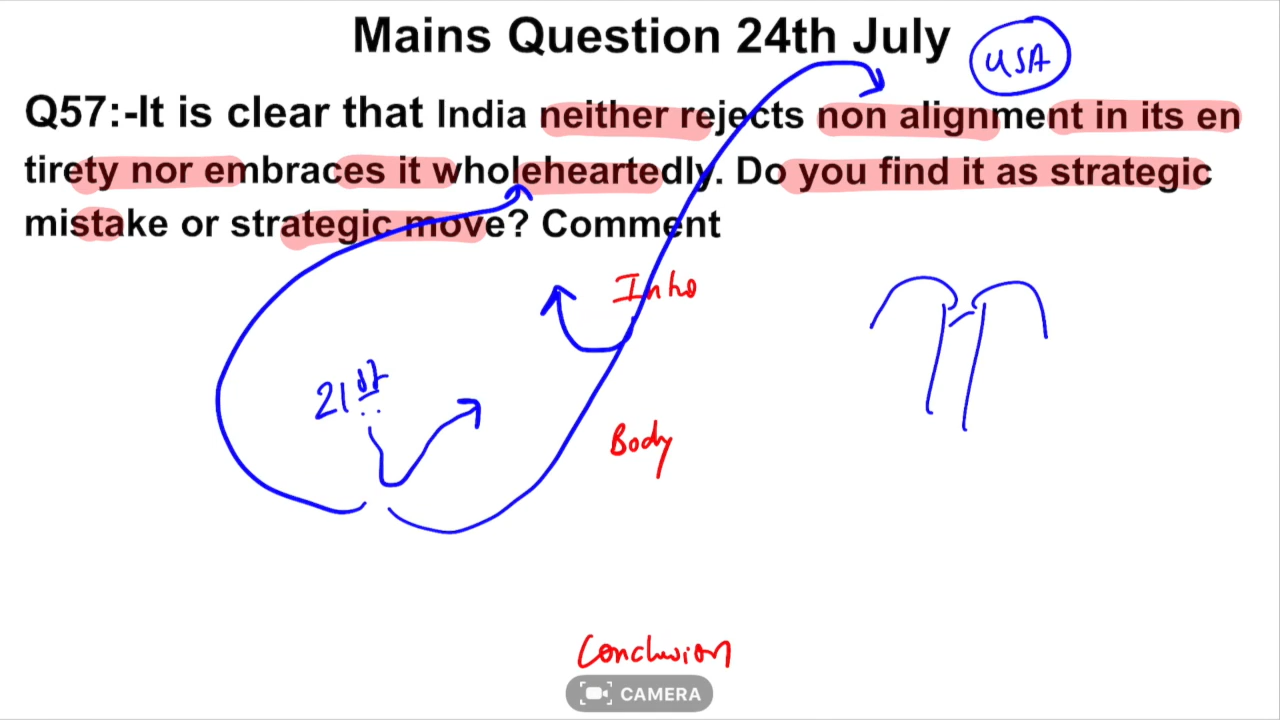 Mains Question 24th July
USA
Q57:-It is clear that India neither rejects non alignment in its en
tirety nor embraces it wholeheartedly. Do you find it as strategic
mistake or strategic move? Comment
Intro
21st
Body
Conclusion
CAMERA